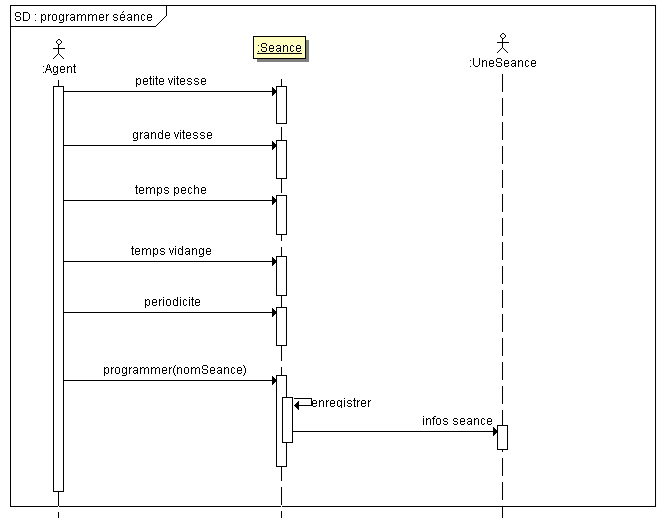 SD : programmer séance
:Agent
:Seance
:UneSeance
petite vitesse
grande vitesse
temps peche
temps vidange
periodicite
programmer(nomSeance)
enregistrer
infos seance